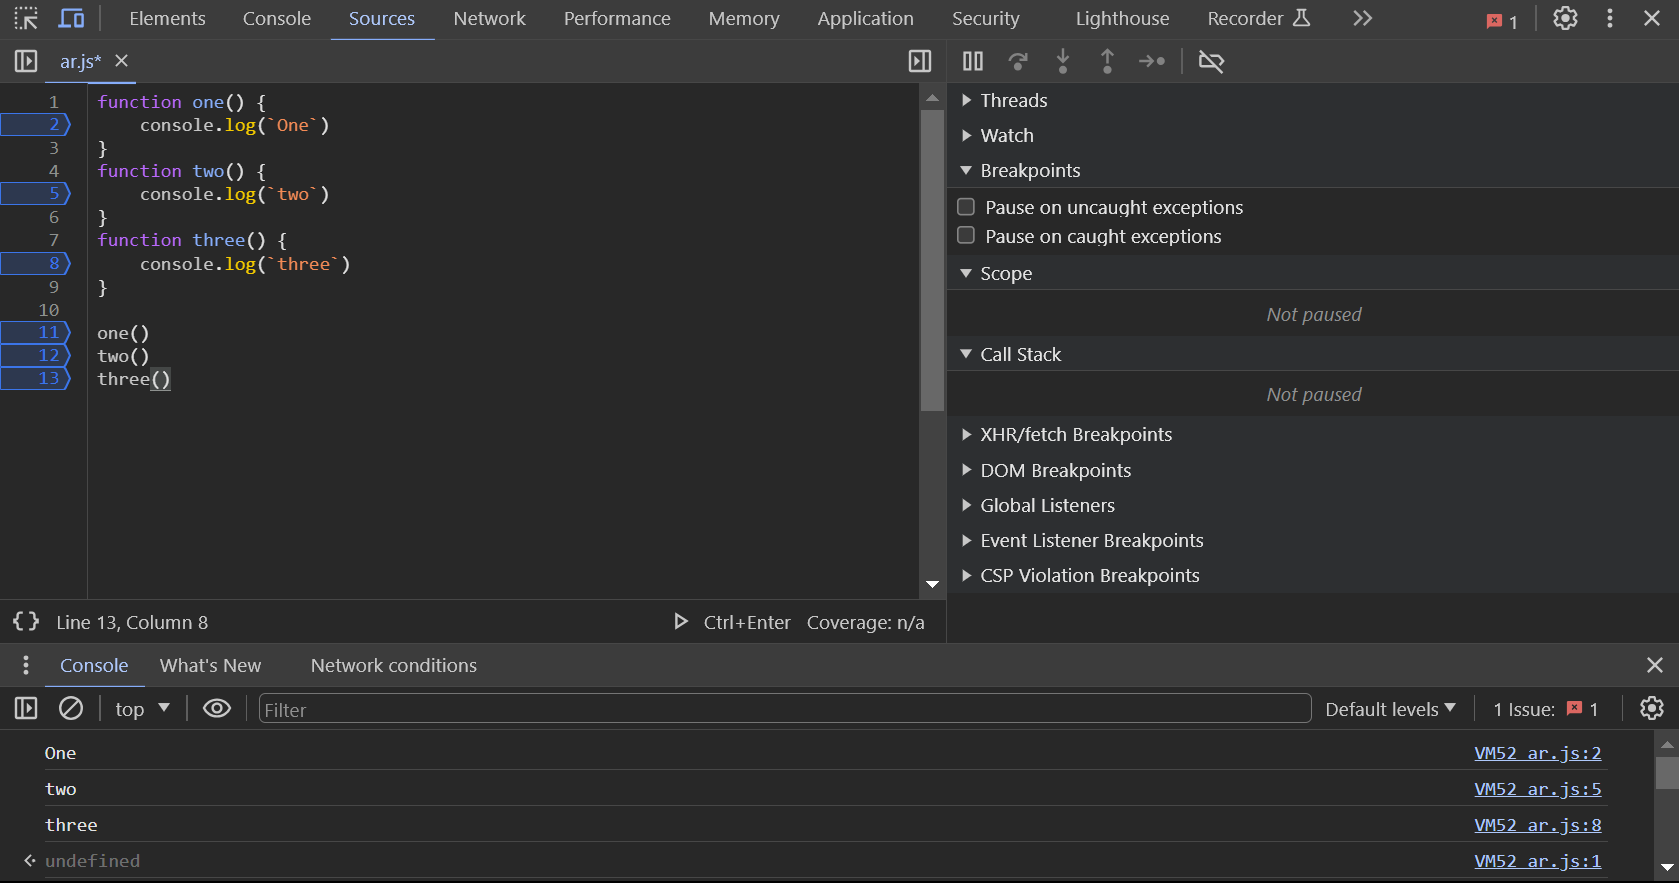 Elements Console Sources Network Performance Memory Application Security Lighthouse Recorder 1
ar.js*
1 function one() {
2     console.log(`One`)
3 }
4 function two() {
5     console.log(`two`)
6 }
7 function three() {
8     console.log(`three`)
9 }
10
11 one()
12 two()
13 three()
Line 13, Column 8 Ctrl+Enter Coverage: n/a
Threads
Watch
Breakpoints
Pause on uncaught exceptions
Pause on caught exceptions
Scope
Not paused
Call Stack
Not paused
XHR/fetch Breakpoints
DOM Breakpoints
Global Listeners
Event Listener Breakpoints
CSP Violation Breakpoints
Console What's New Network conditions
top Filter Default levels 1 Issue: 1
One VM52 ar.js:2
two VM52 ar.js:5
three VM52 ar.js:8
undefined VM52 ar.js:1